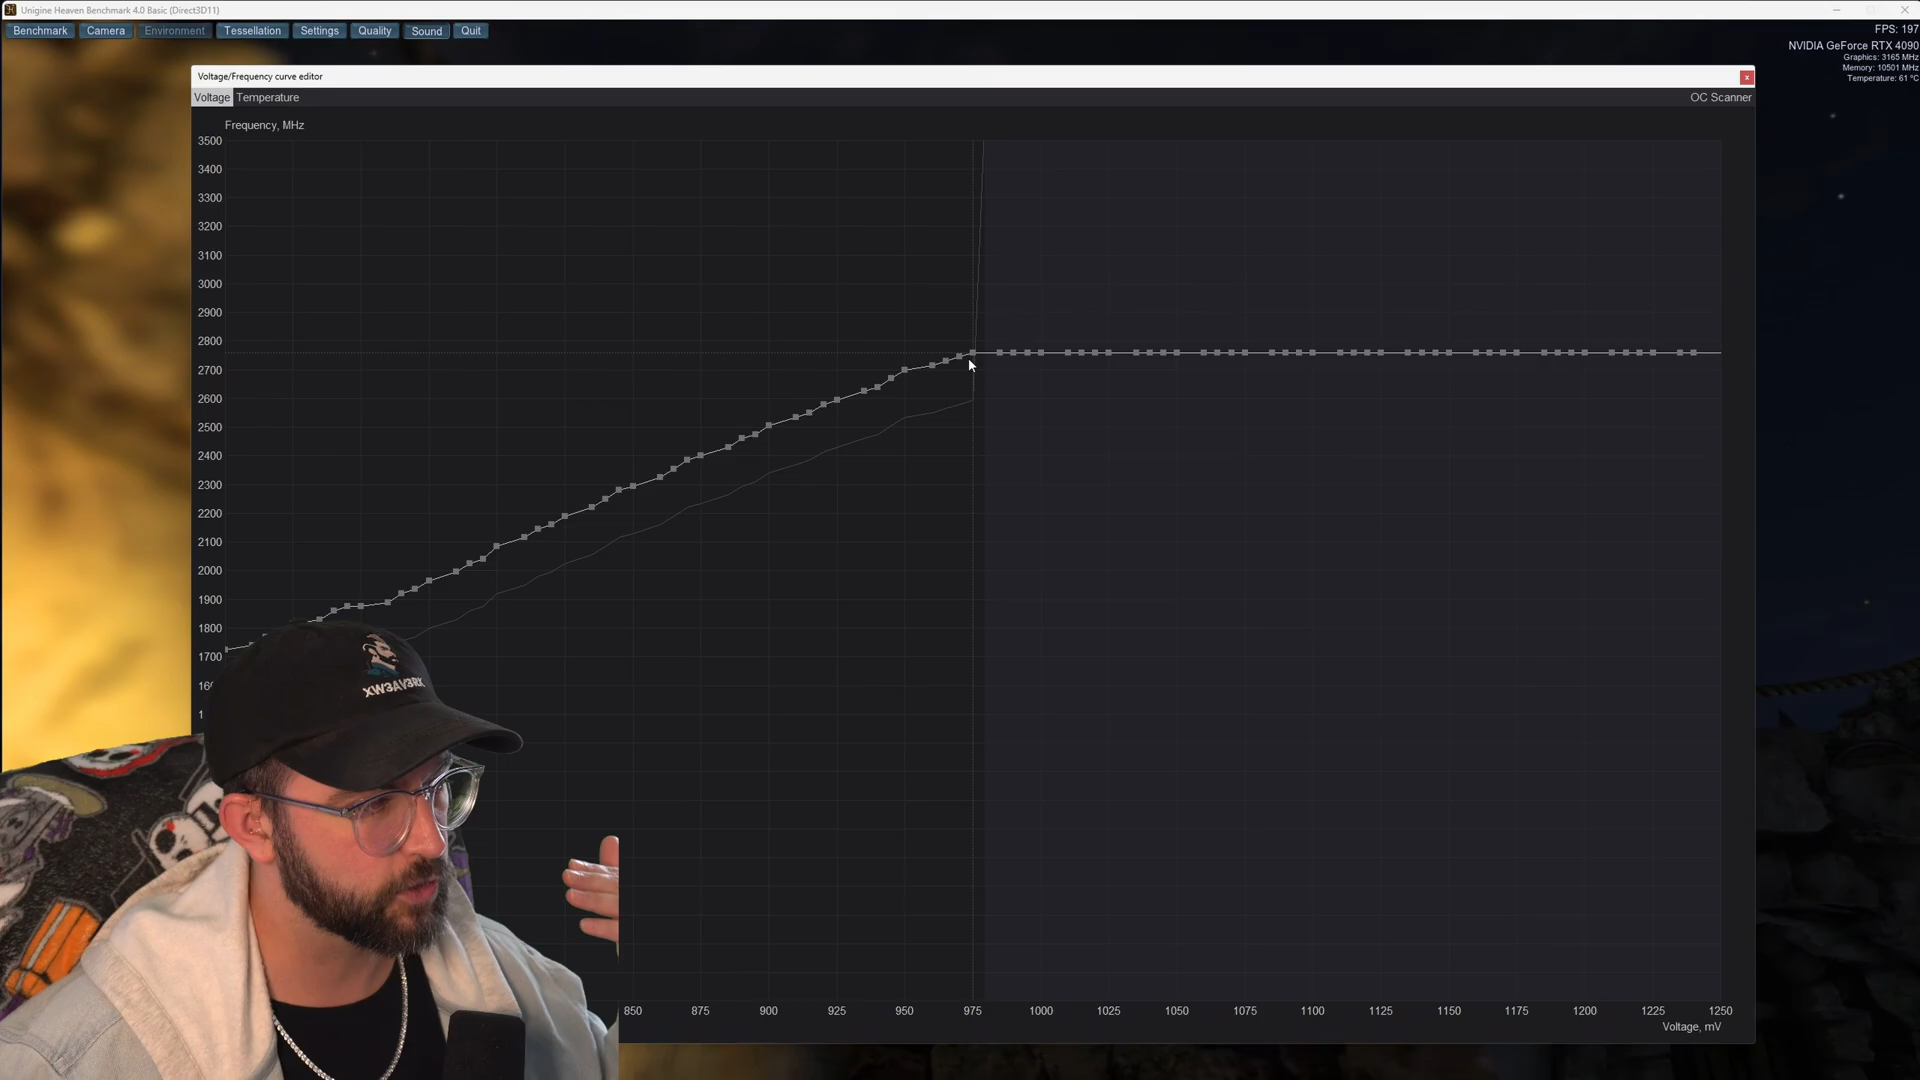 Unigine Heaven Benchmark 4.0 Basic (Direct3D11)
Benchmark Camera Environment Tessellation Settings Quality Sound Quit
FPS: 197
NVIDIA GeForce RTX 4090
Graphics: 3165 MHz
Memory: 10501 MHz
Temperature: 61 °C
Voltage/Frequency curve editor
x
Voltage Temperature
OC Scanner
Frequency, MHz
3500
3400
3300
3200
3100
3000
2900
2800
2700
2600
2500
2400
2300
2200
2100
2000
1900
1800
1700
XW3AV3RX
850 875 900 925 950 975 1000 1025 1050 1075 1100 1125 1150 1175 1200 1225 1250
Voltage, mV